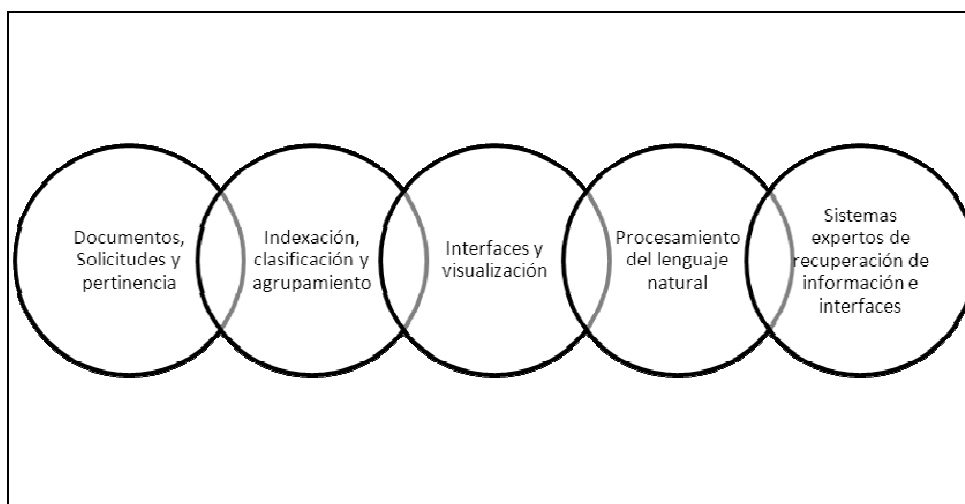 Documentos,
Solicitudes y
pertinencia
Indexación,
clasificación y
agrupamiento
Interfaces y
visualización
Procesamiento
del lenguaje
natural
Sistemas
expertos de
recuperación de
información e
interfaces